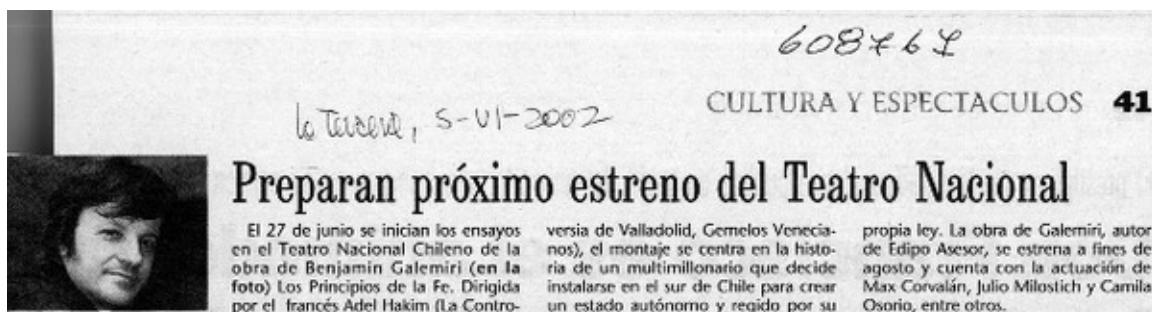 608767
CULTURA Y ESPECTACULOS 41
La Tercera, 5-VI-2002
Preparan próximo estreno del Teatro Nacional
El 27 de junio se inician los ensayos
en el Teatro Nacional Chileno de la
obra de Benjamin Galemiri (en la
foto) Los Principios de la Fe. Dirigida
por el francés Adel Hakim (La Contro-
versia de Valladolid, Gemelos Venecia-
nos), el montaje se centra en la histo-
ria de un multimillonario que decide
instalarse en el sur de Chile para crear
un estado autónomo y regido por su
propia ley. La obra de Galemiri, autor
de Edipo Asesor, se estrena a fines de
agosto y cuenta con la actuación de
Max Corvalán, Julio Milostich y Camila
Osorio, entre otros.